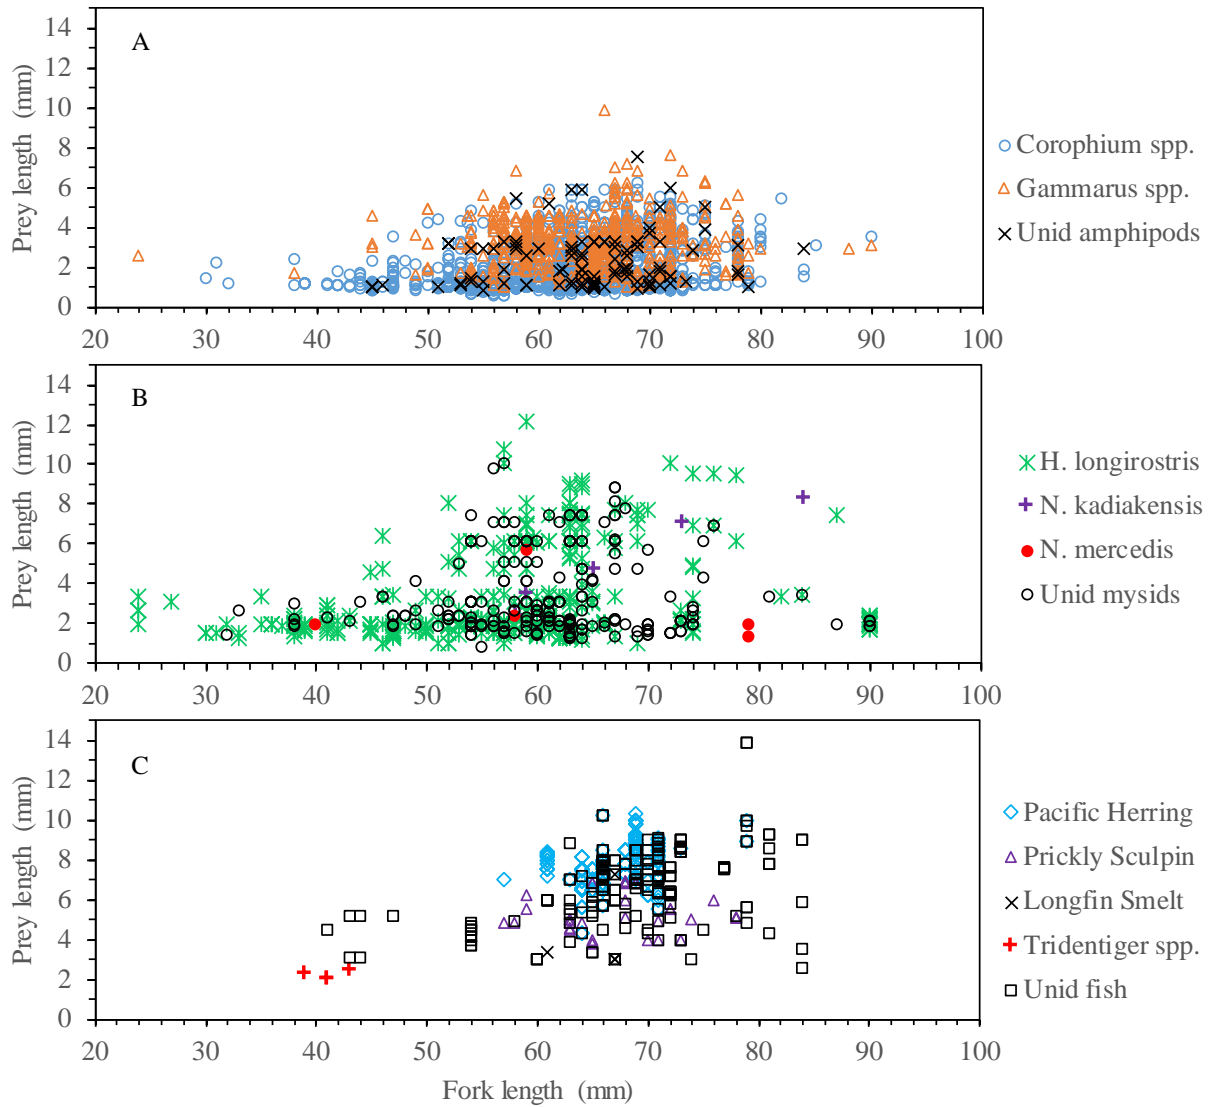 A
Prey length (mm)
14
12
10
8
6
4
2
0
20 30 40 50 60 70 80 90 100
Corophium spp.
Gammarus spp.
Unid amphipods
B
Prey length (mm)
14
12
10
8
6
4
2
0
20 30 40 50 60 70 80 90 100
H. longirostris
N. kadiakensis
N. mercedis
Unid mysids
C
Prey length (mm)
14
12
10
8
6
4
2
0
20 30 40 50 60 70 80 90 100
Fork length (mm)
Pacific Herring
Prickly Sculpin
Longfin Smelt
Tridentiger spp.
Unid fish